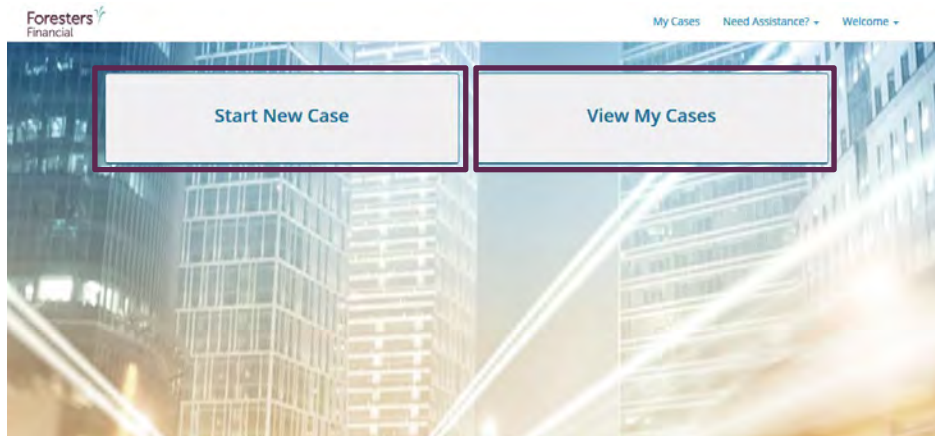 Foresters
Financial
My Cases Need Assistance? Welcome
Start New Case
View My Cases